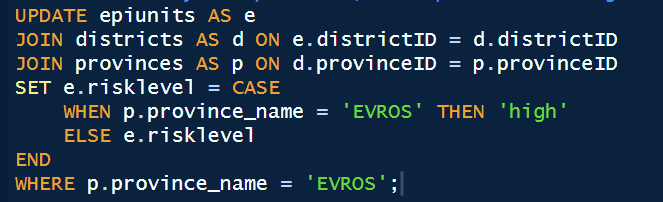 UPDATE epiunits AS e
JOIN districts AS d ON e.districtID = d.districtID
JOIN provinces AS p ON d.provinceID = p.provinceID
SET e.risklevel = CASE
    WHEN p.province_name = 'EVROS' THEN 'high'
    ELSE e.risklevel
END
WHERE p.province_name = 'EVROS';